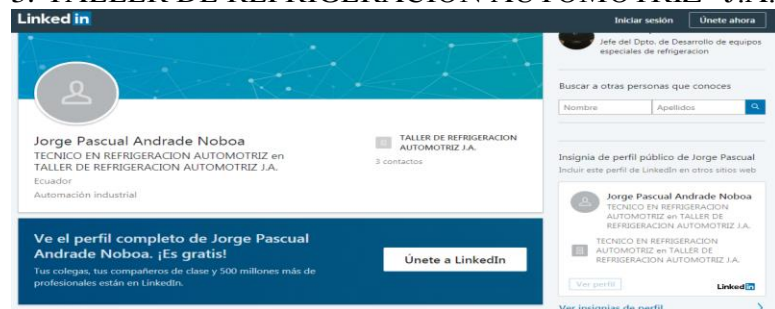 TALLER DE REFRIGERACION AUTOMOTRIZ "J.A.
Linked in
Iniciar sesión
Únete ahora
Jefe del Dpto. de Desarrollo de equipos
especiales de refrigeracion
Buscar a otras personas que conoces
Nombre
Apellidos
Jorge Pascual Andrade Noboa
TECNICO EN REFRIGERACION AUTOMOTRIZ en
TALLER DE REFRIGERACION AUTOMOTRIZ J.A.
Ecuador
Automación industrial
TALLER DE REFRIGERACION
AUTOMOTRIZ J.A.
3 contactos
Insignia de perfil público de Jorge Pascual
Incluir este perfil de LinkedIn en otros sitios web
Jorge Pascual Andrade Noboa
TECNICO EN REFRIGERACION
AUTOMOTRIZ en TALLER DE
REFRIGERACION AUTOMOTRIZ J.A.
TECNICO EN REFRIGERACION
AUTOMOTRIZ en TALLER DE
REFRIGERACION AUTOMOTRIZ J.A.
Ver perfil
Linked in
Ver insignias de perfil
Ve el perfil completo de Jorge Pascual
Andrade Noboa. ¡Es gratis!
Tus colegas, tus compañeros de clase y 500 millones más de
profesionales están en LinkedIn.
Únete a LinkedIn